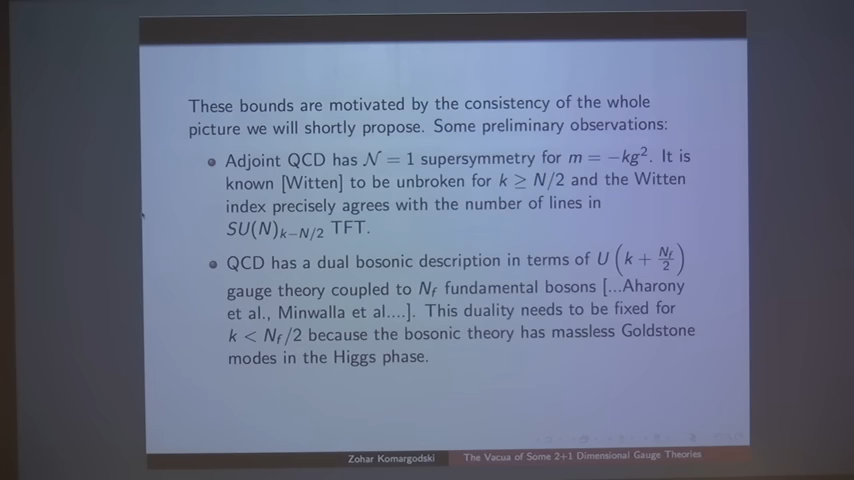 These bounds are motivated by the consistency of the whole
picture we will shortly propose. Some preliminary observations:
• Adjoint QCD has 𝒩 = 1 supersymmetry for m = −kg². It is
known [Witten] to be unbroken for k ≥ N/2 and the Witten
index precisely agrees with the number of lines in
SU(N)ₖ₋N/₂ TFT.
• QCD has a dual bosonic description in terms of U(k + N_f/2)
gauge theory coupled to N_f fundamental bosons [...Aharony
et al., Minwalla et al....]. This duality needs to be fixed for
k < N_f/2 because the bosonic theory has massless Goldstone
modes in the Higgs phase.
Zohar Komargodski The Vacua of Some 2+1 Dimensional Gauge Theories